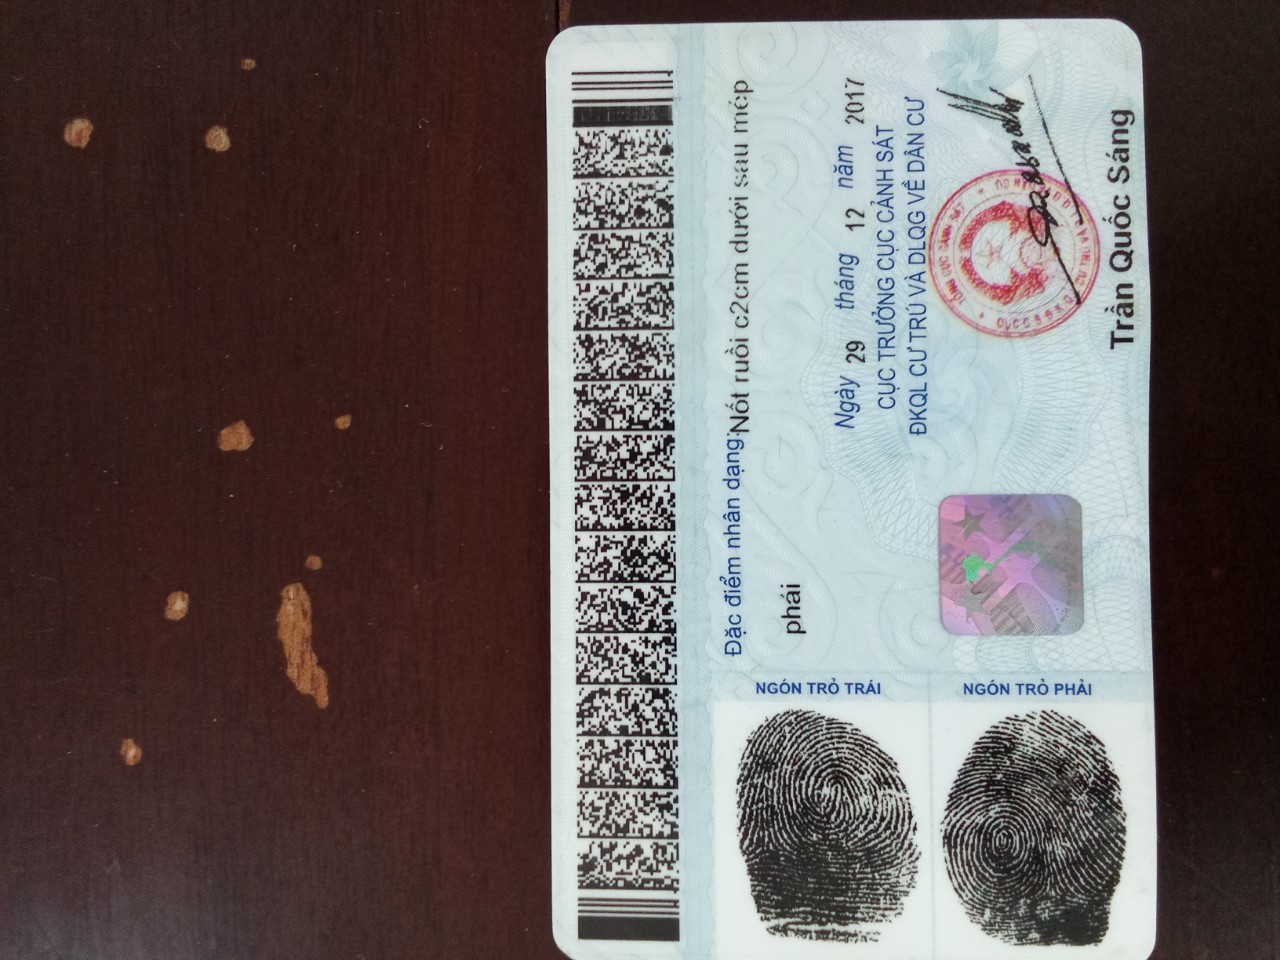 Đặc điểm nhân dạng: Nốt ruồi c2cm dưới sau mép
phải
Ngày 29 tháng 12 năm 2017
CỤC TRƯỞNG CỤC CẢNH SÁT
ĐKQL CƯ TRÚ VÀ DLQG VỀ DÂN CƯ
NGÓN TRỎ TRÁI
NGÓN TRỎ PHẢI
TỔNG CỤC CẢNH SÁT
CƯ TRÚ VÀ
Trần Quốc Sáng